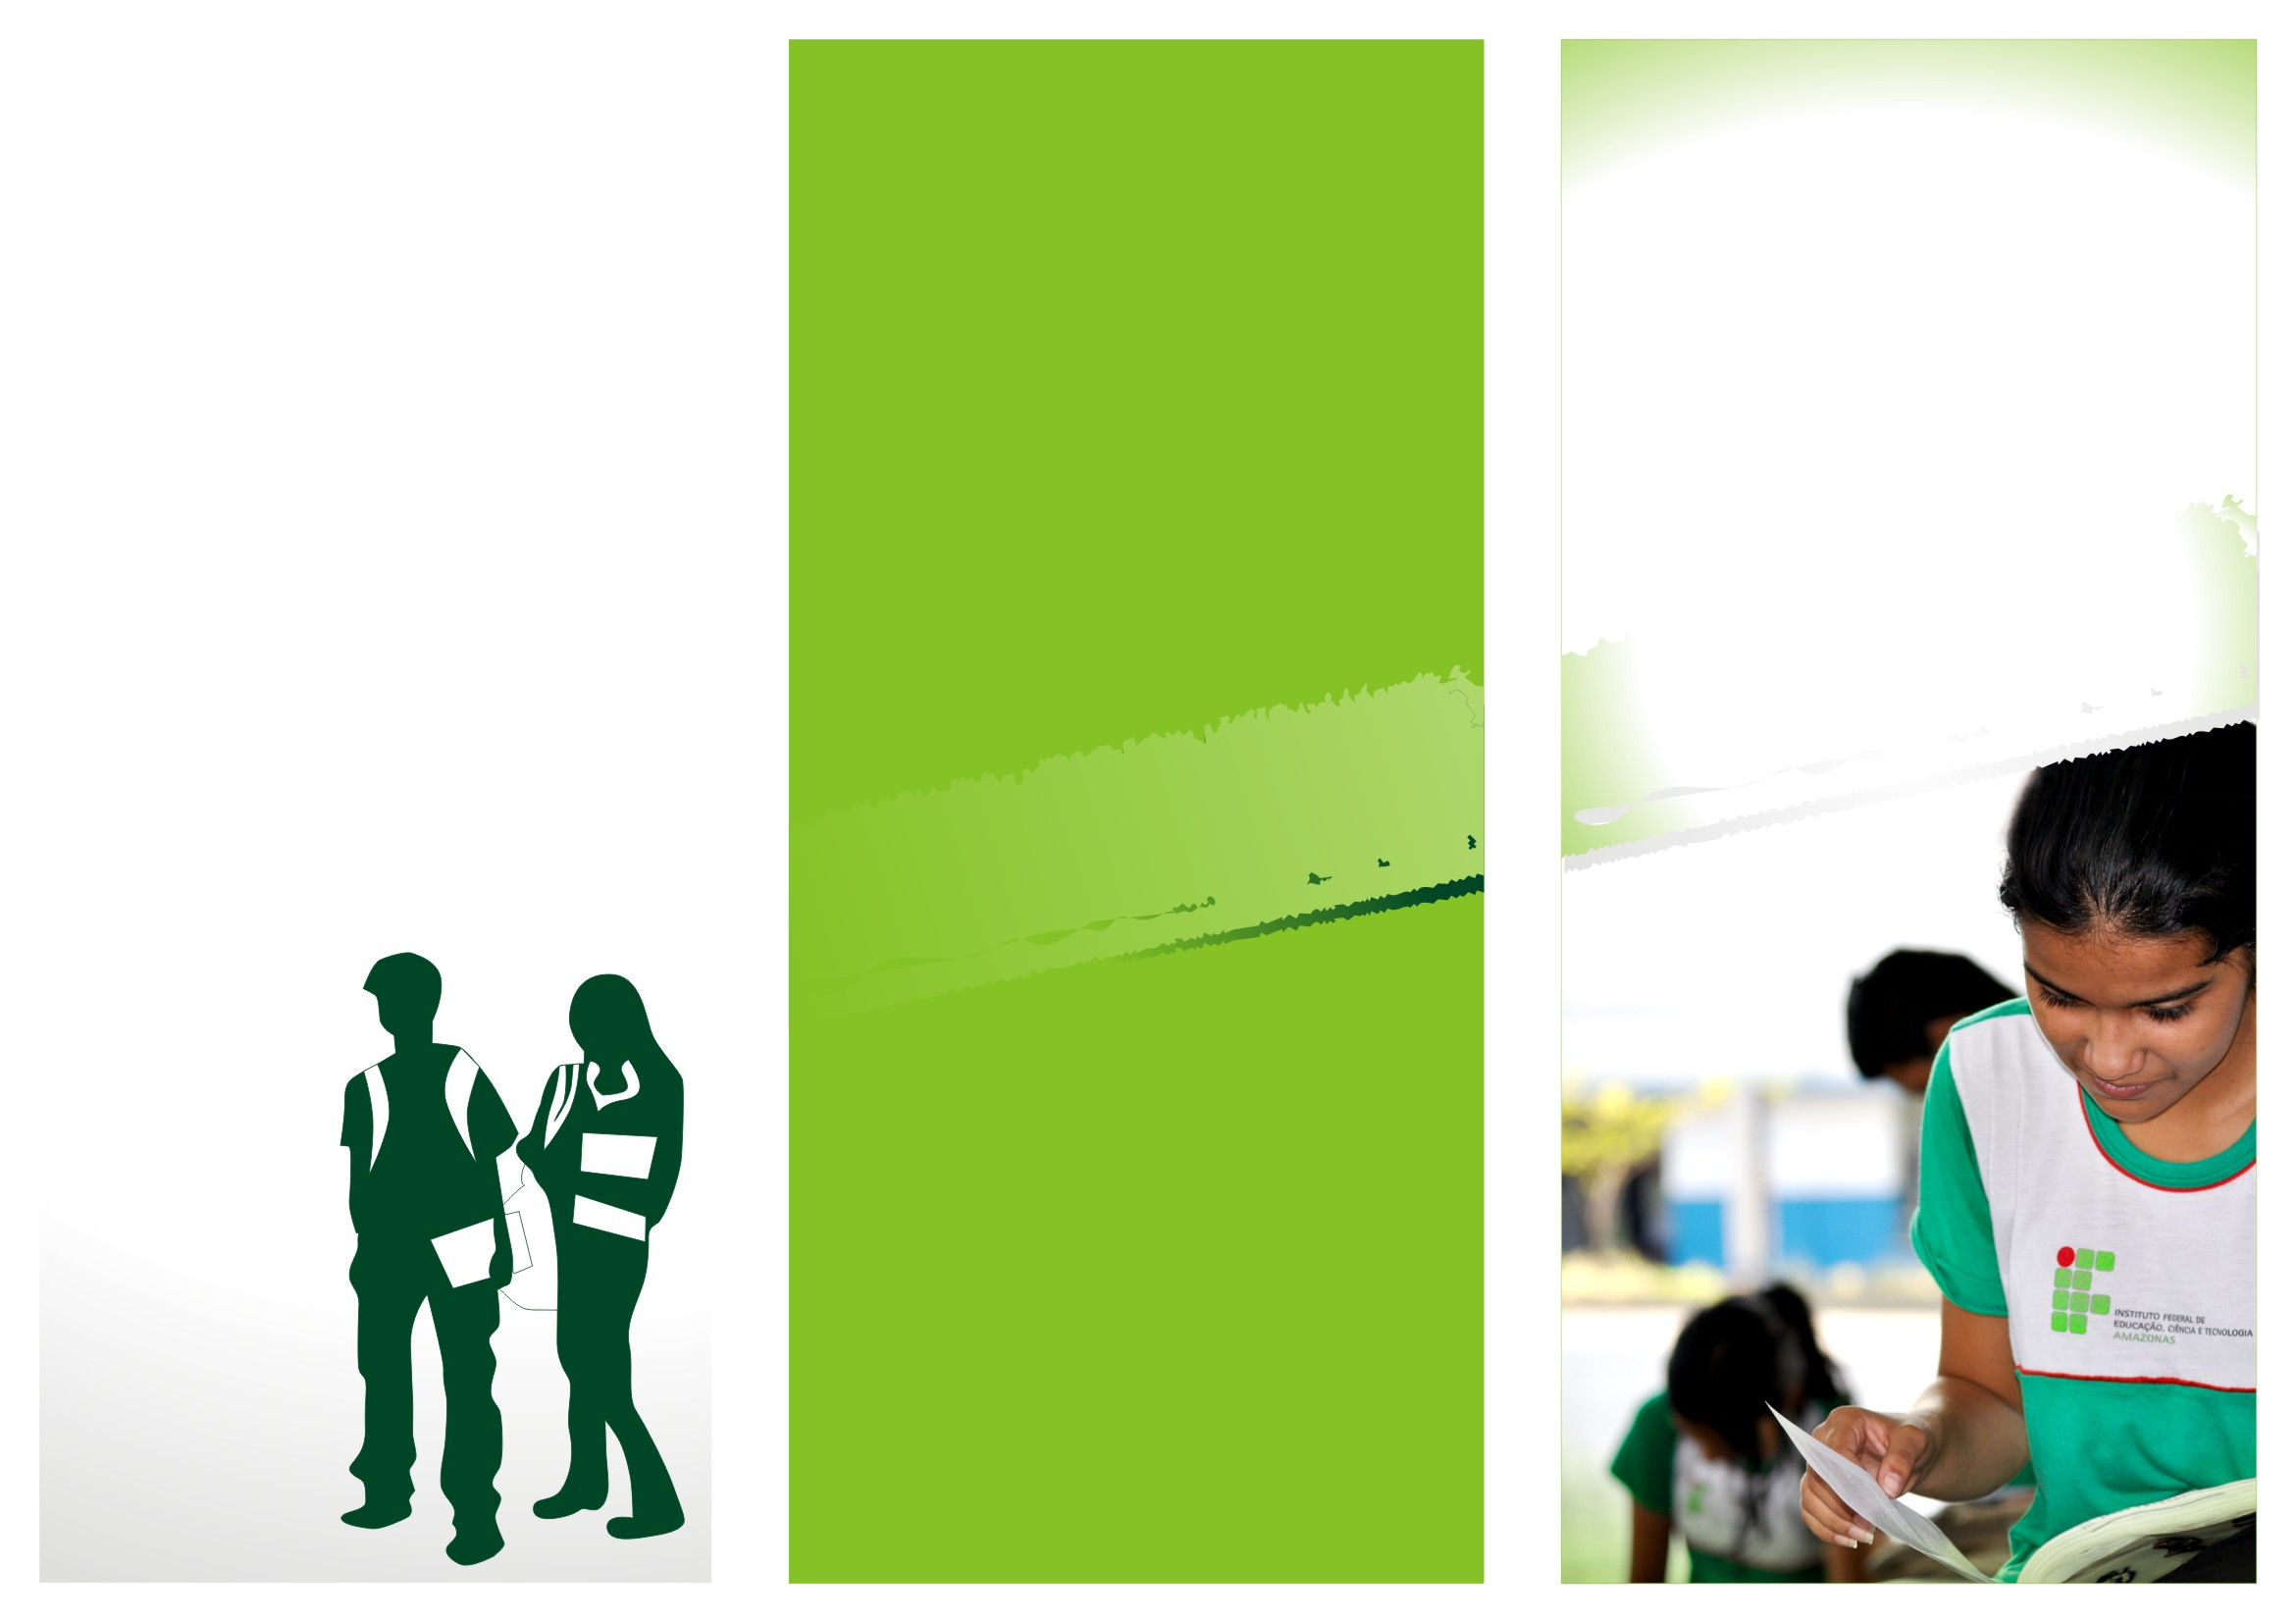 INSTITUTO FEDERAL DE
EDUCAÇÃO, CIÊNCIA E TECNOLOGIA
AMAZONAS